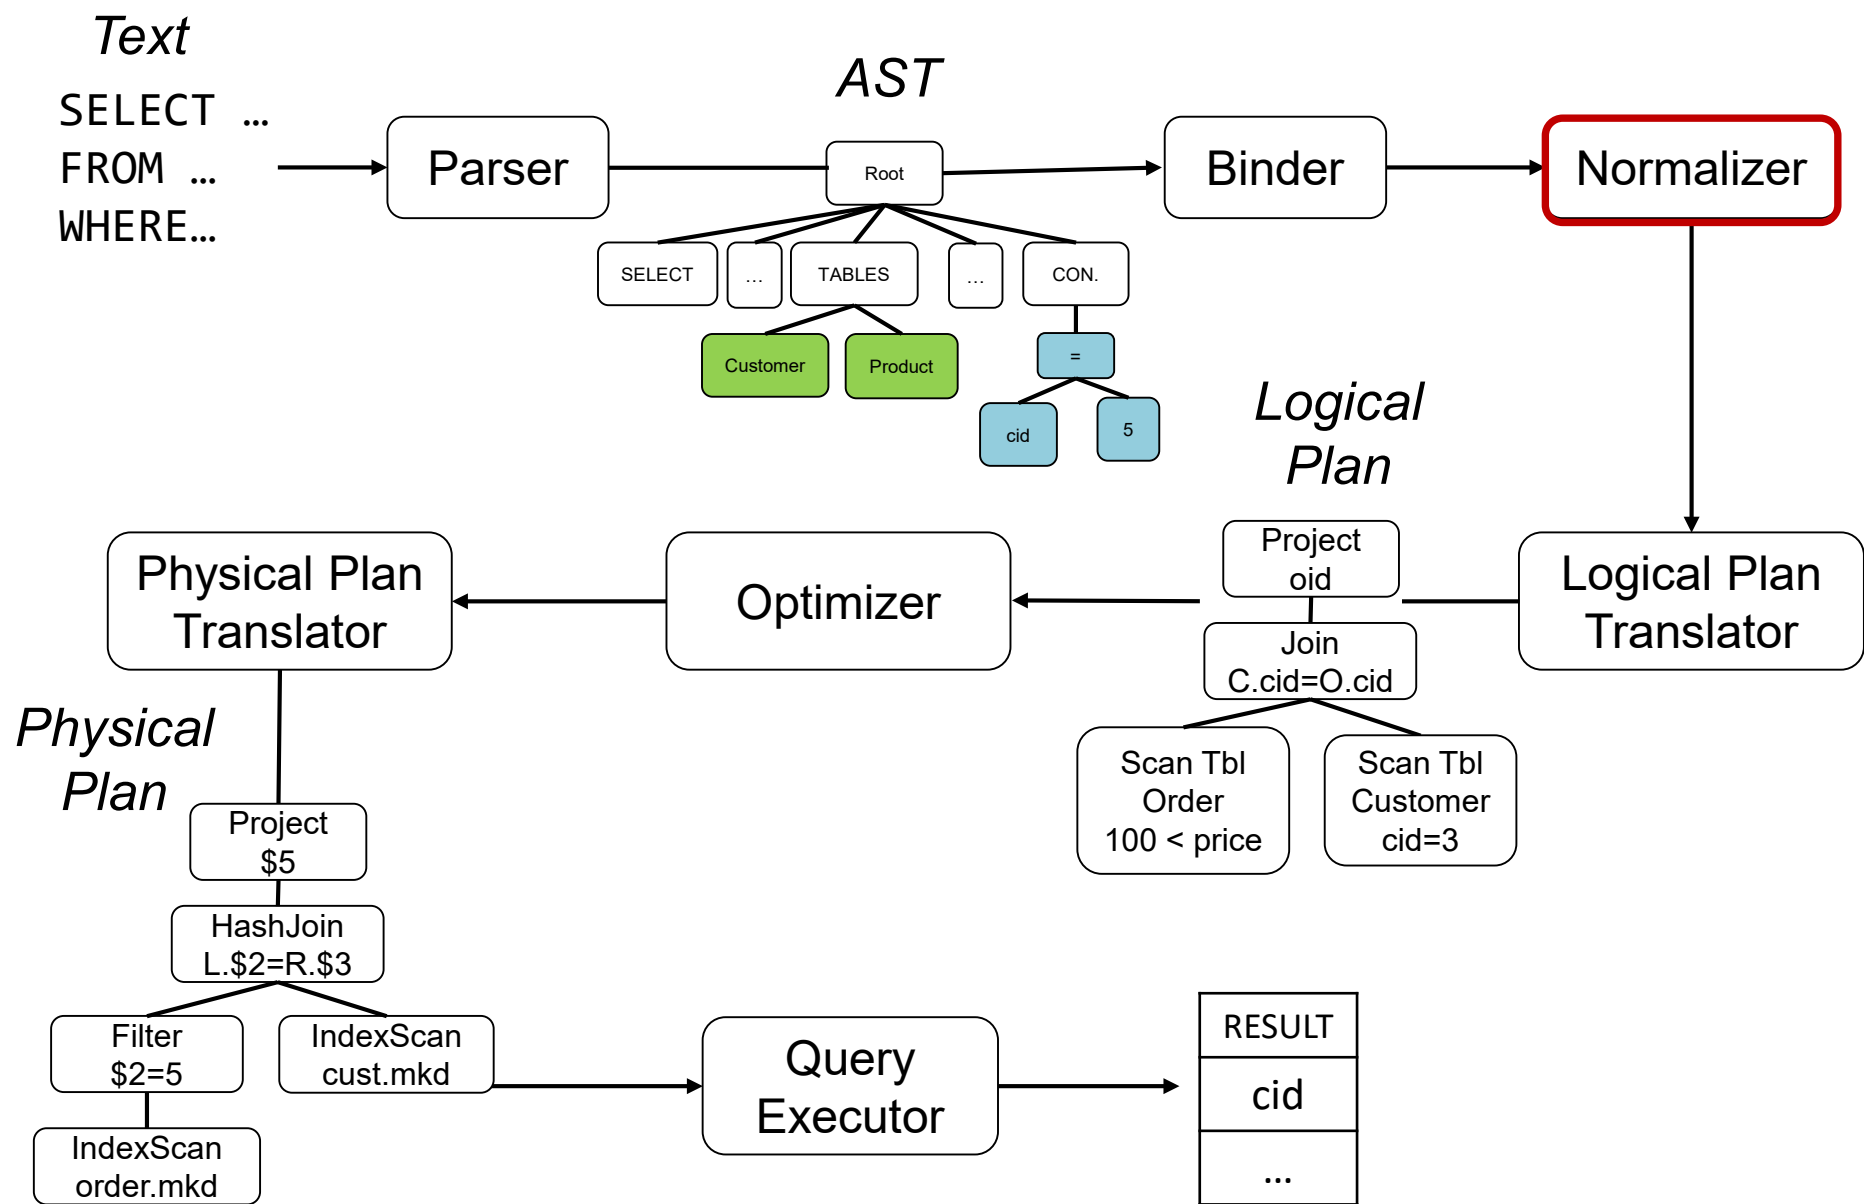 Text
SELECT …
FROM …
WHERE…
AST
Parser
Root
Binder
Normalizer
SELECT
…
TABLES
…
CON.
Customer
Product
=
cid
5
Logical
Plan
Physical Plan
Translator
Optimizer
Project
oid
Join
C.cid=O.cid
Scan Tbl
Order
100 < price
Scan Tbl
Customer
cid=3
Logical Plan
Translator
Physical
Plan
Project
$5
HashJoin
L.$2=R.$3
Filter
$2=5
IndexScan
cust.mkd
IndexScan
order.mkd
Query
Executor
RESULT
cid
…